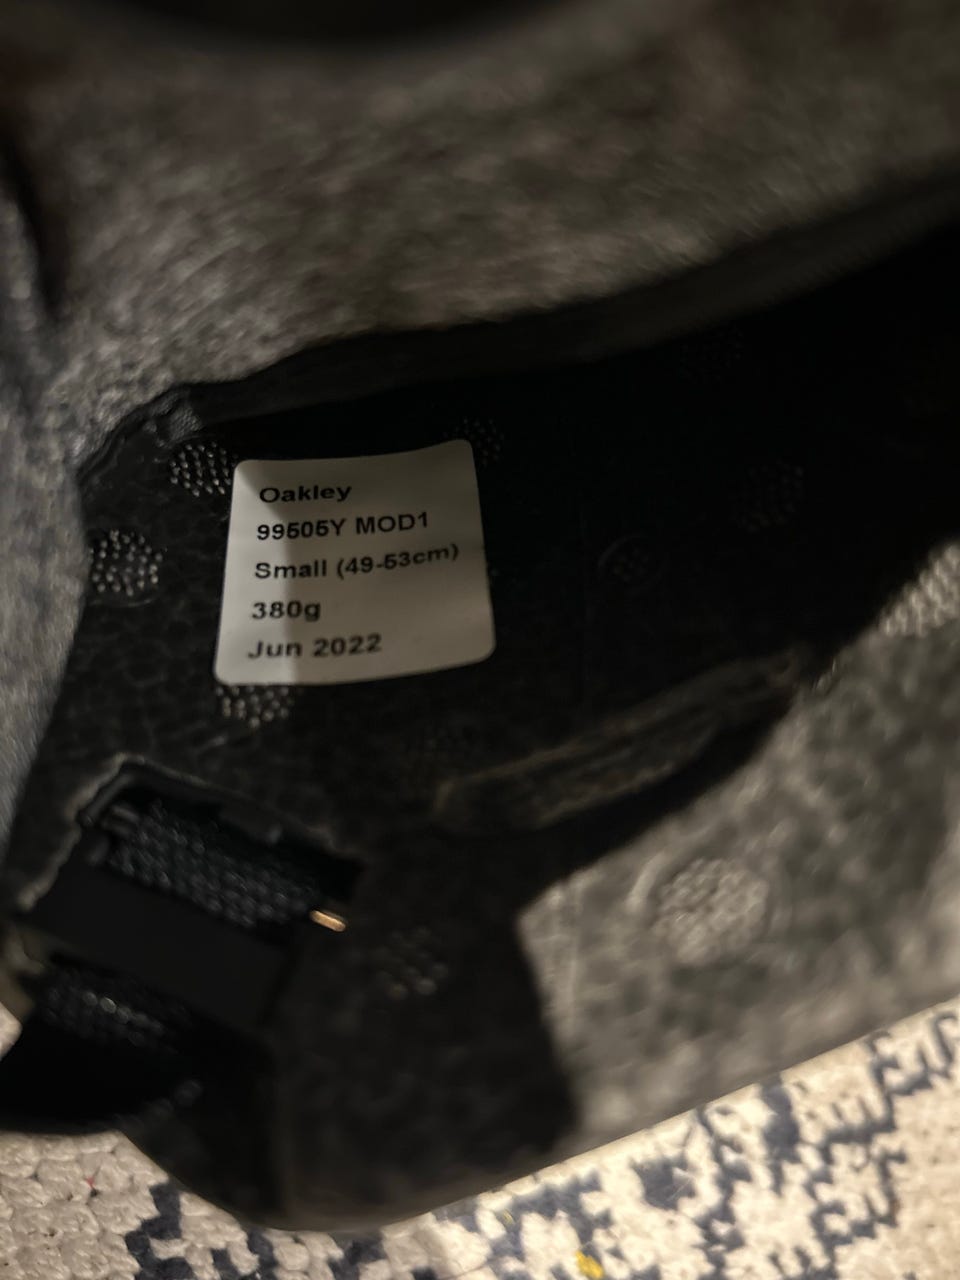 Oakley
99505Y MOD1
Small (49-53cm)
380g
Jun 2022